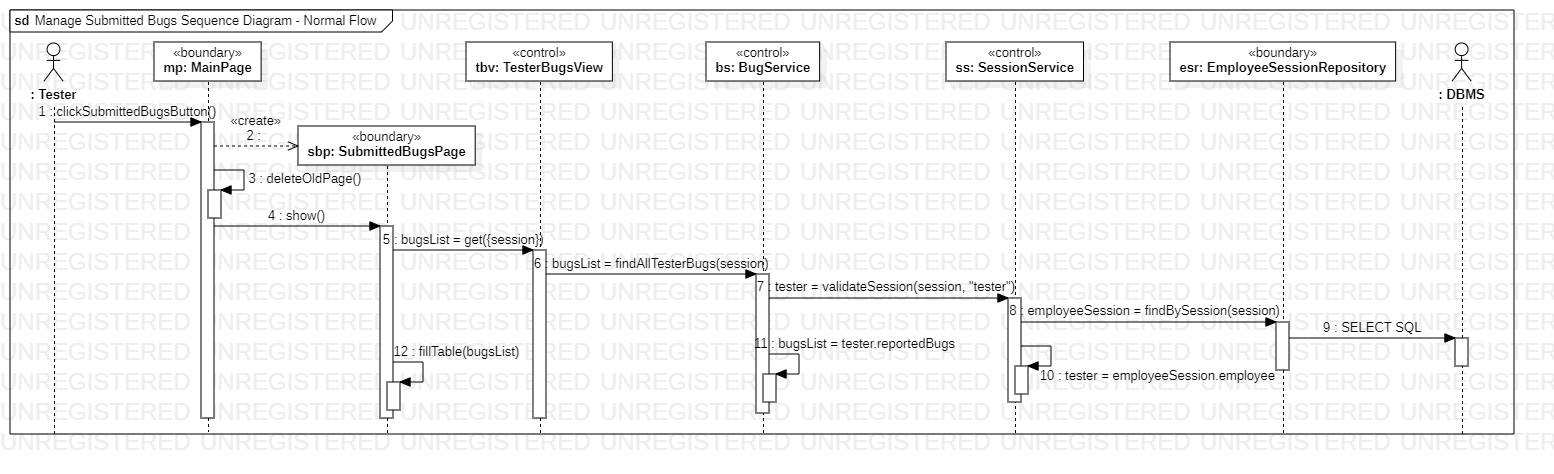 sd Manage Submitted Bugs Sequence Diagram - Normal Flow
: Tester
«boundary»
mp: MainPage
«control»
tbv: TesterBugsView
«control»
bs: BugService
«control»
ss: SessionService
«boundary»
esr: EmployeeSessionRepository
: DBMS
1 : clickSubmittedBugsButton()
«create»
2 :
«boundary»
sbp: SubmittedBugsPage
3 : deleteOldPage()
4 : show()
5 : bugsList = get({session})
6 : bugsList = findAllTesterBugs(session)
7 : tester = validateSession(session, "tester")
8 : employeeSession = findBySession(session)
9 : SELECT SQL
10 : tester = employeeSession.employee
11 : bugsList = tester.reportedBugs
12 : fillTable(bugsList)
UNREGISTERED